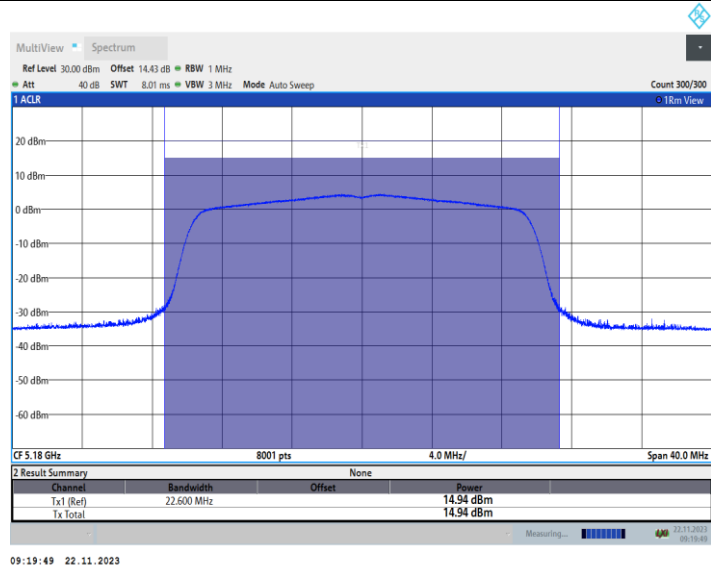 MultiView Spectrum
Ref Level 30.00 dBm Offset 14.43 dB RBW 1 MHz
Att 40 dB SWT 8.01 ms VBW 3 MHz Mode Auto Sweep Count 300/300
1 ACLR 1Rm View
20 dBm
10 dBm
0 dBm
-10 dBm
-20 dBm
-30 dBm
-40 dBm
-50 dBm
-60 dBm
CF 5.18 GHz 8001 pts 4.0 MHz/ Span 40.0 MHz
2 Result Summary None
Channel Bandwidth Offset Power
Tx1 (Ref) 22.600 MHz 14.94 dBm
Tx Total 14.94 dBm
Measuring... 22.11.2023
09:19:49
09:19:49 22.11.2023